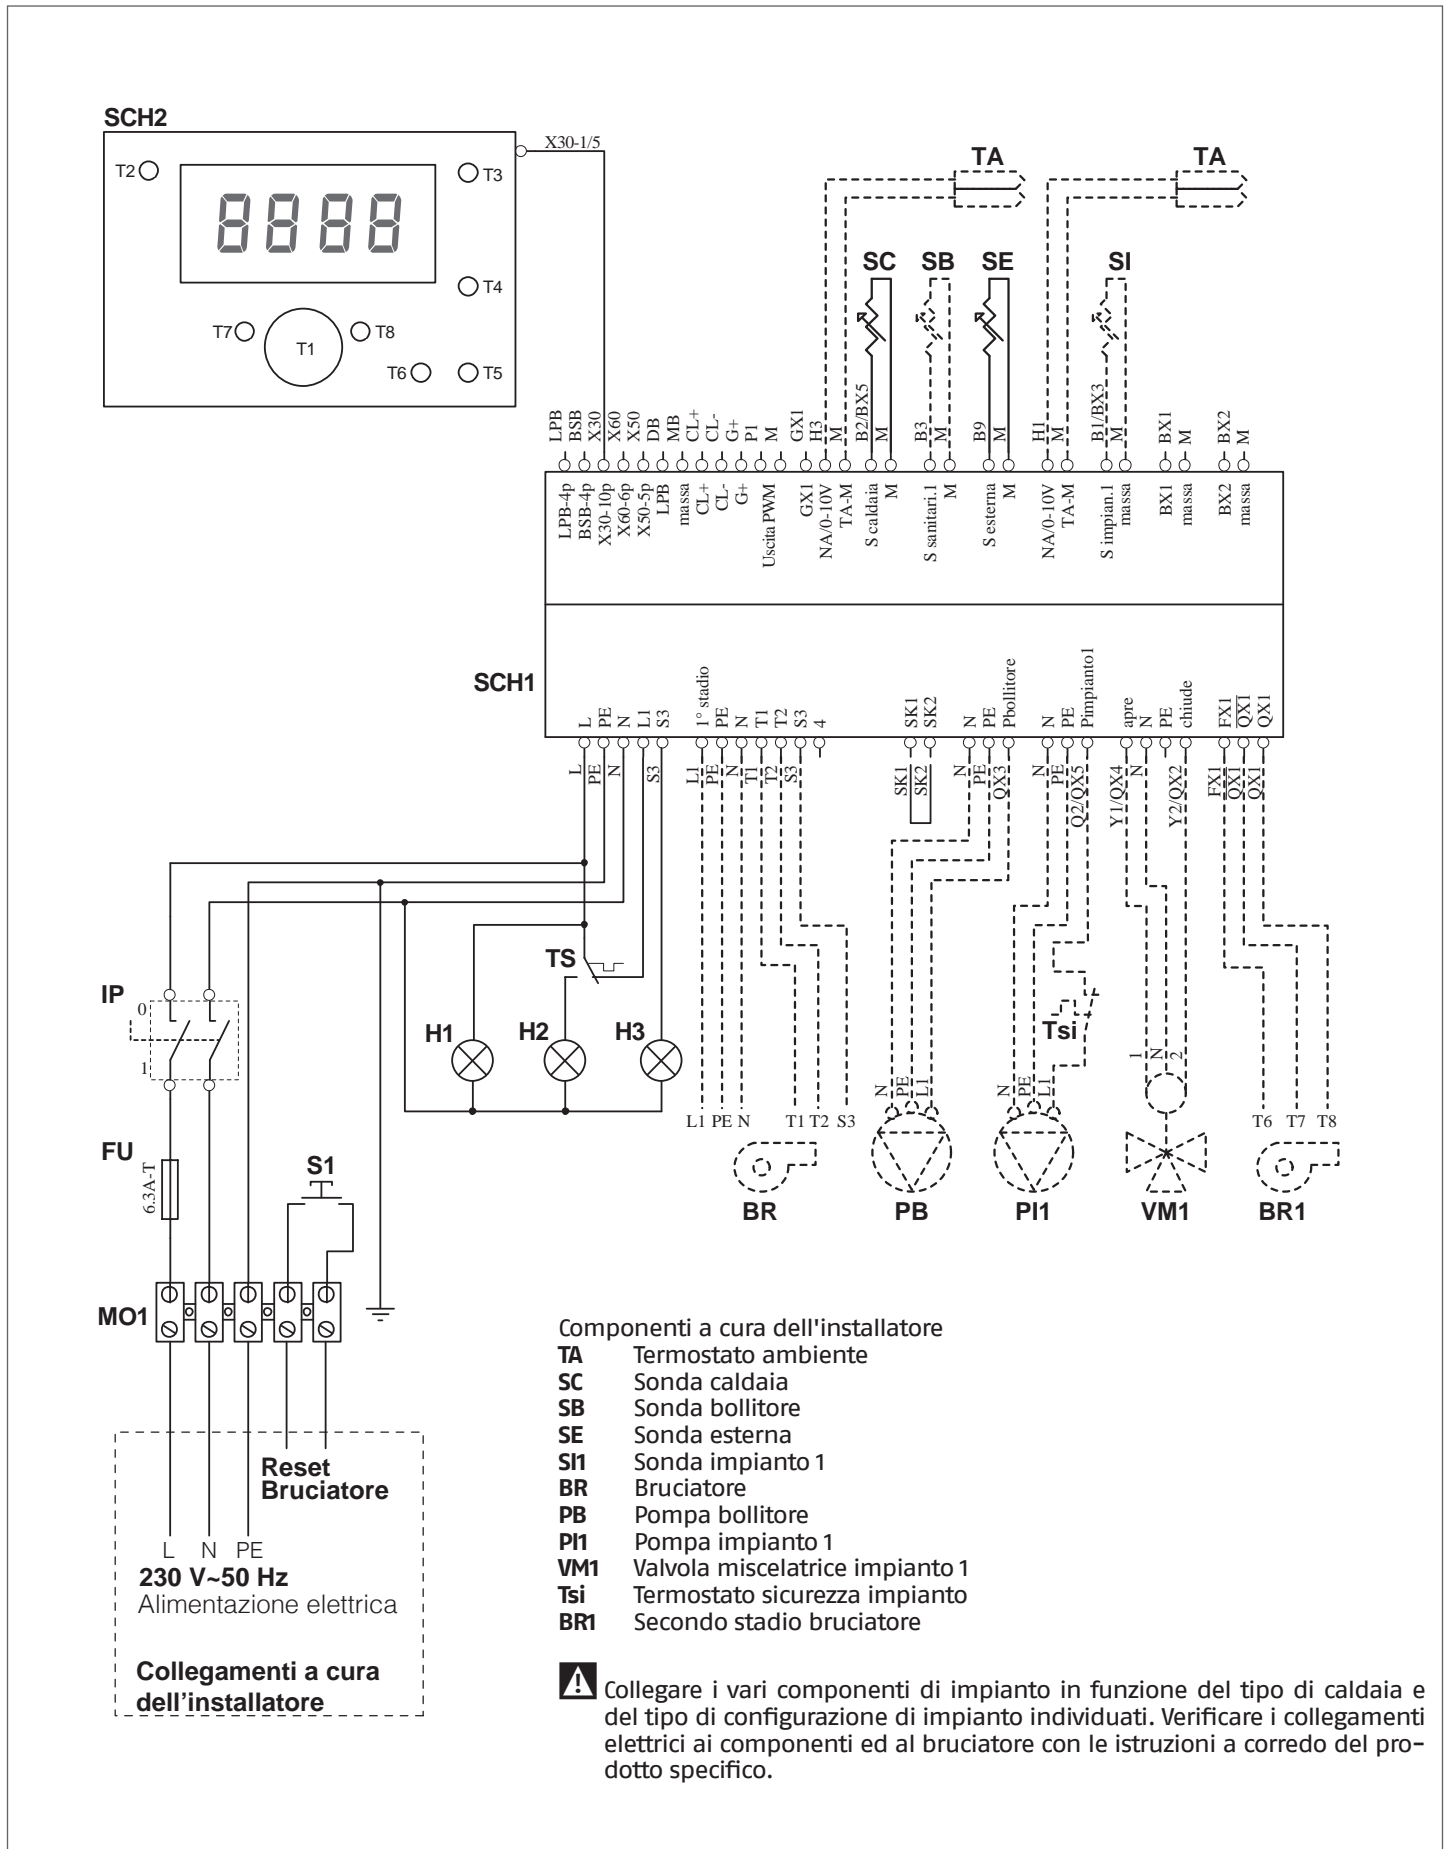 SCH2
X30-1/5
T2
T3
T4
T7
T1
T8
T6
T5
TA
TA
SC
SB
SE
SI
LPB
BSB
X30
X60
X50
DB
MB
CL+
CL-
G+
P1
M
GX1
H3
M
B2/BX5
M
B3
M
B9
M
H1
M
B1/BX3
M
BX1
M
BX2
M
LPB-4p
BSB-4p
X30-10p
X60-6p
X50-5p
LPB
massa
CL+
CL-
G+
Uscita PWM
GX1
NA/0-10V
TA-M
S caldaia
M
S sanitari.1
M
S esterna
M
NA/0-10V
TA-M
S impian.1
massa
BX1
massa
BX2
massa
SCH1
L
PE
N
L1
S3
1° stadio
PE
N
T1
T2
S3
4
SK1
SK2
N
PE
Pbollitore
N
PE
Pimpianto1
apre
N
PE
chiude
FX1
QX1
QX1
L
PE
N
S3
L1
PE
N
T1
T2
S3
SK1
SK2
N
PE
QX3
N
PE
Q2/QX5
Y1/QX4
N
Y2/QX2
FX1
QX1
QX1
TS
IP
0
1
H1
H2
H3
Tsi
1
N
2
N
PE
L1
N
PE
L1
L1 PE N
T1 T2 S3
T6 T7 T8
FU
6.3A-T
S1
BR
PB
PI1
VM1
BR1
MO1
Reset
Bruciatore
L N PE
230 V~50 Hz
Alimentazione elettrica
Collegamenti a cura
dell’installatore
Componenti a cura dell'installatore
TA Termostato ambiente
SC Sonda caldaia
SB Sonda bollitore
SE Sonda esterna
SI1 Sonda impianto 1
BR Bruciatore
PB Pompa bollitore
PI1 Pompa impianto 1
VM1 Valvola miscelatrice impianto 1
Tsi Termostato sicurezza impianto
BR1 Secondo stadio bruciatore
Collegare i vari componenti di impianto in funzione del tipo di caldaia e
del tipo di configurazione di impianto individuati. Verificare i collegamenti
elettrici ai componenti ed al bruciatore con le istruzioni a corredo del pro-
dotto specifico.